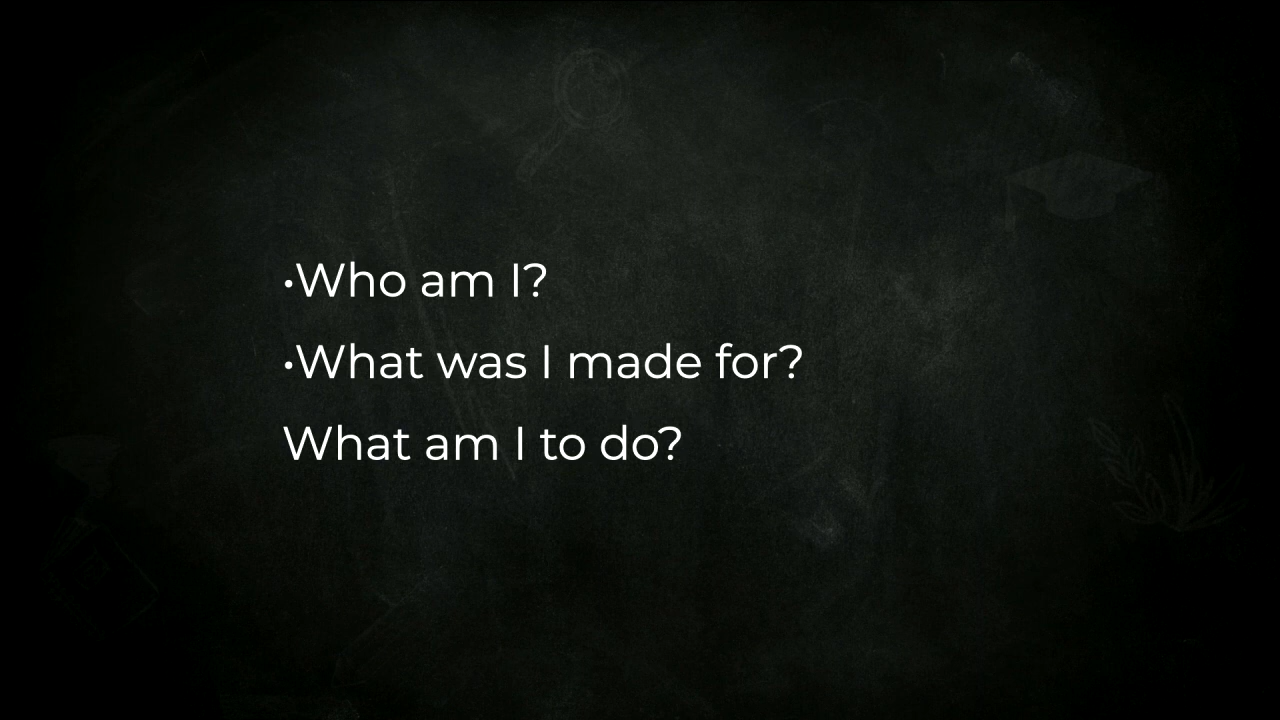 •Who am I?
•What was I made for?
What am I to do?